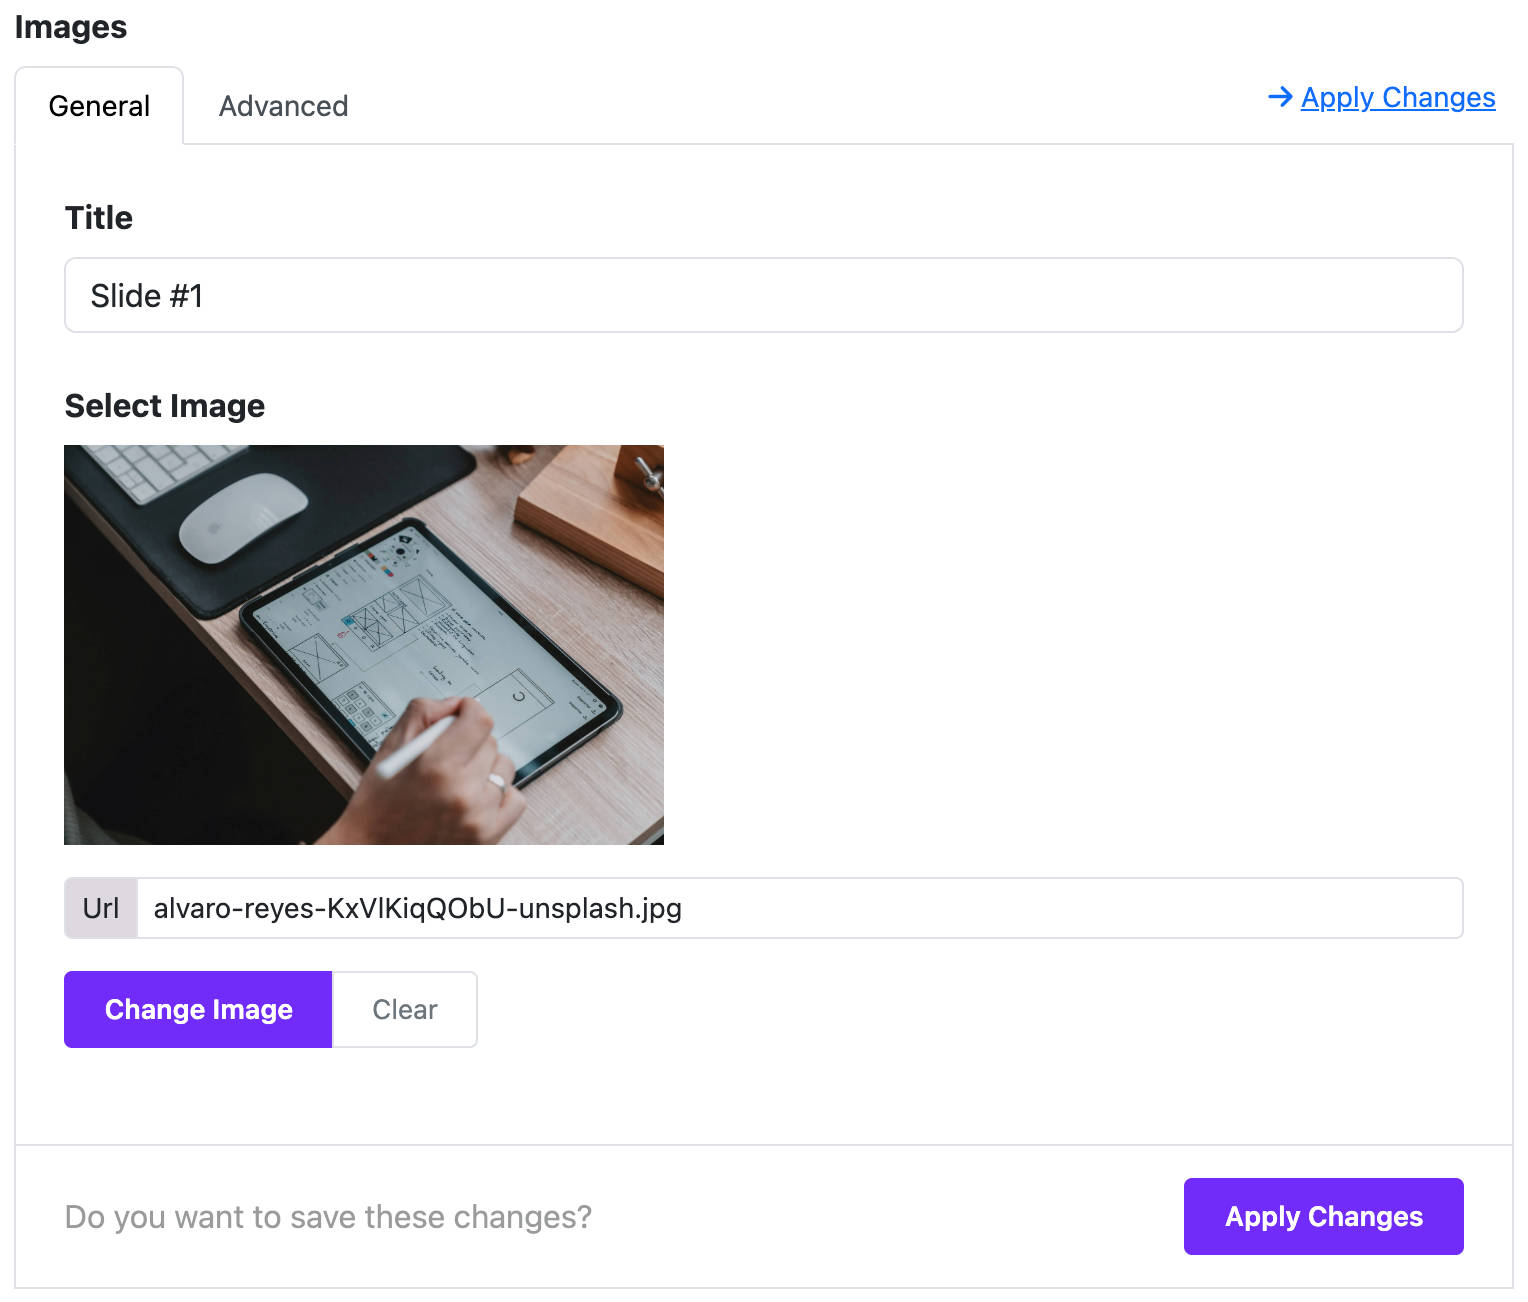 Images
General
Advanced
→ Apply Changes
Title
Slide #1
Select Image
Url
alvaro-reyes-KxVlKiqQObU-unsplash.jpg
Change Image
Clear
Do you want to save these changes?
Apply Changes